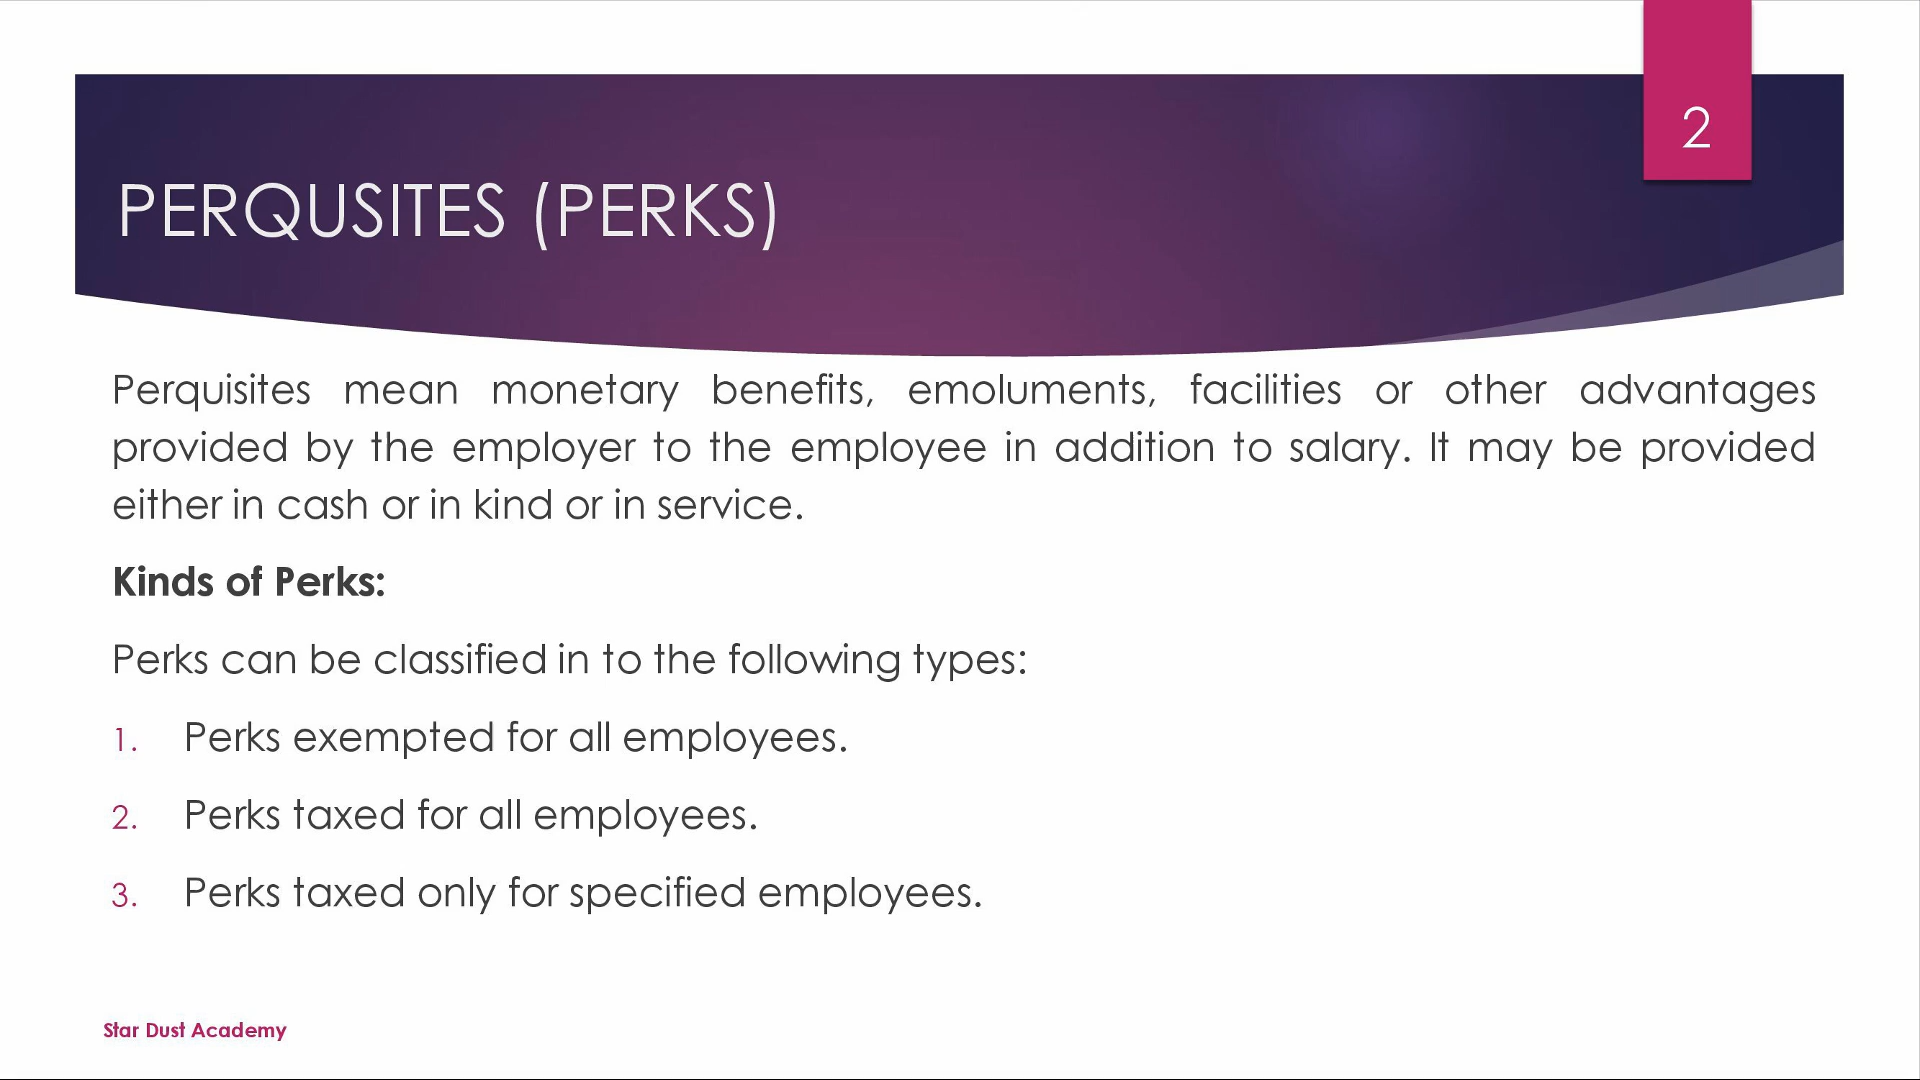 2
PERQUSITES (PERKS)
Perquisites mean monetary benefits, emoluments, facilities or other advantages
provided by the employer to the employee in addition to salary. It may be provided
either in cash or in kind or in service.
Kinds of Perks:
Perks can be classified in to the following types:
1. Perks exempted for all employees.
2. Perks taxed for all employees.
3. Perks taxed only for specified employees.
Star Dust Academy